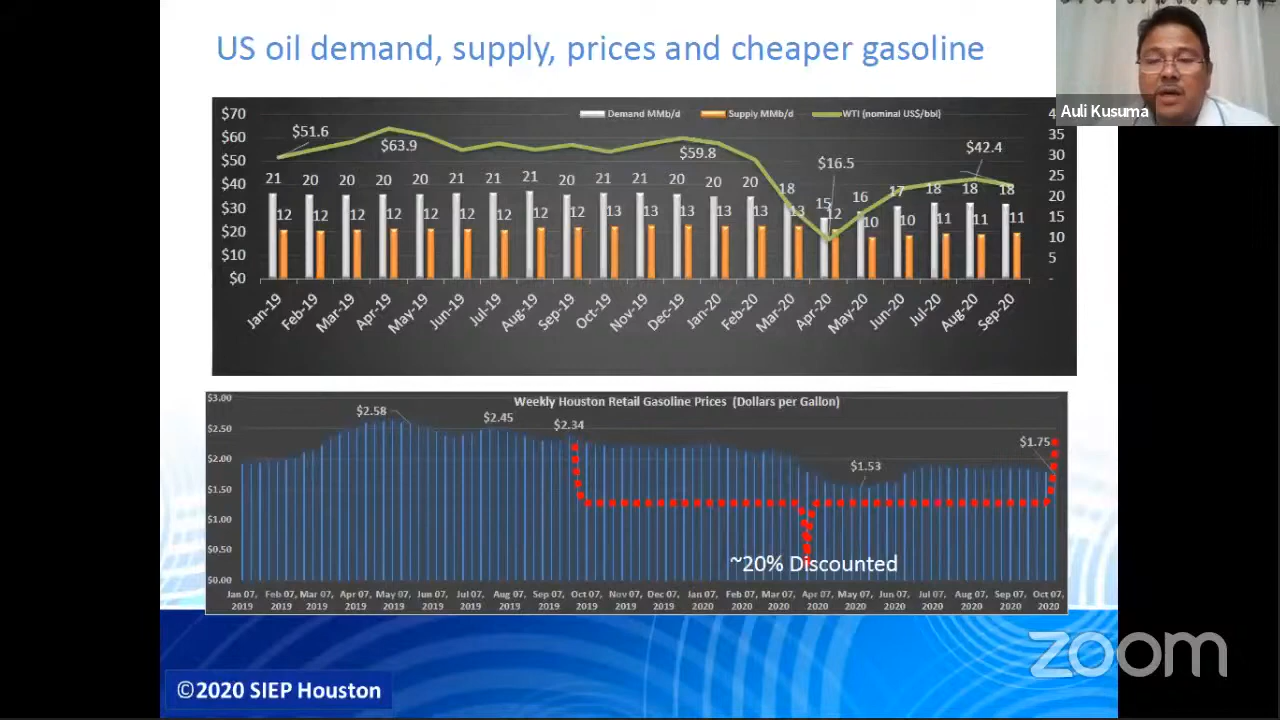 US oil demand, supply, prices and cheaper gasoline
Auli Kusuma
Demand MMb/d Supply MMb/d WTI (nominal US$/bbl)
$70
$60
$50
$40
$30
$20
$10
$0
4
35
30
25
20
15
10
5
-
$51.6 $63.9 $59.8 $16.5 $42.4
21 20 20 20 20 21 21 21 20 21 21 20 20 20 18 15 16 17 18 18 18
12 12 12 12 12 12 12 12 12 13 13 13 13 13 13 12 10 10 11 11 11
Jan-19 Feb-19 Mar-19 Apr-19 May-19 Jun-19 Jul-19 Aug-19 Sep-19 Oct-19 Nov-19 Dec-19 Jan-20 Feb-20 Mar-20 Apr-20 May-20 Jun-20 Jul-20 Aug-20 Sep-20
Weekly Houston Retail Gasoline Prices (Dollars per Gallon)
$3.00
$2.50
$2.00
$1.50
$1.00
$0.50
$0.00
$2.58 $2.45 $2.34 $1.53 $1.75
~20% Discounted
Jan 07, Feb 07, Mar 07, Apr 07, May 07, Jun 07, Jul 07, Aug 07, Sep 07, Oct 07, Nov 07, Dec 07, Jan 07, Feb 07, Mar 07, Apr 07, May 07, Jun 07, Jul 07, Aug 07, Sep 07, Oct 07,
2019 2019 2019 2019 2019 2019 2019 2019 2019 2019 2019 2019 2020 2020 2020 2020 2020 2020 2020 2020 2020 2020
zoom
©2020 SIEP Houston